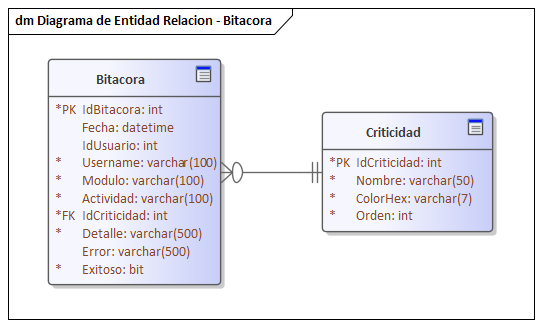 dm Diagrama de Entidad Relacion - Bitacora
Bitacora
*PK IdBitacora: int
Fecha: datetime
IdUsuario: int
* Username: varchar(100)
* Modulo: varchar(100)
* Actividad: varchar(100)
*FK IdCriticidad: int
* Detalle: varchar(500)
Error: varchar(500)
* Exitoso: bit
Criticidad
*PK IdCriticidad: int
* Nombre: varchar(50)
* ColorHex: varchar(7)
* Orden: int